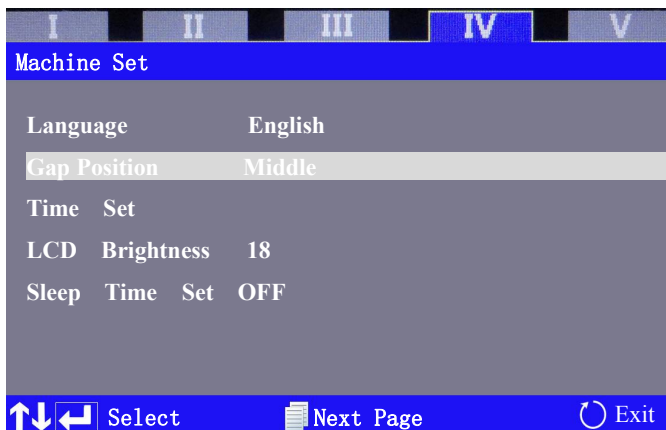 I II III IV V
Machine Set
Language English
Gap Position Middle
Time Set
LCD Brightness 18
Sleep Time Set OFF
Select Next Page Exit